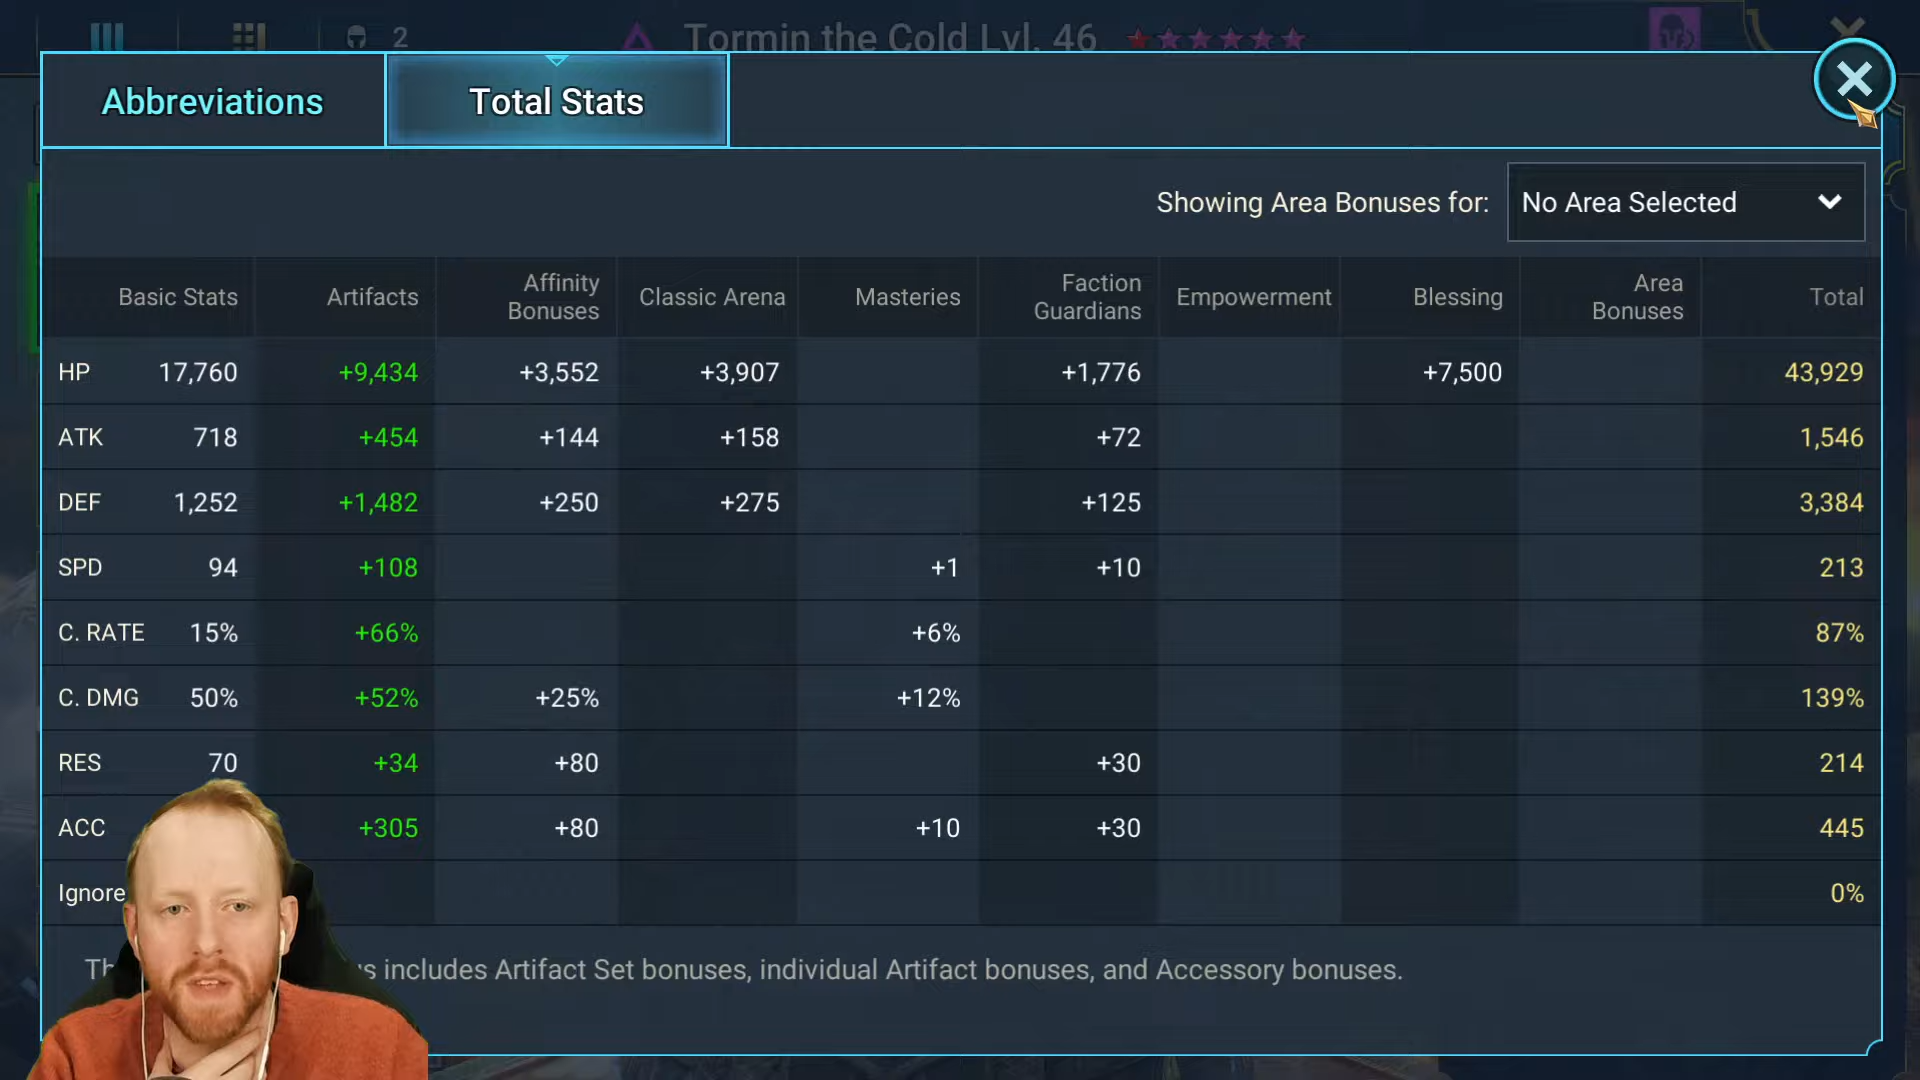 2 Tormin the Cold Lvl. 46
Abbreviations Total Stats
Showing Area Bonuses for: No Area Selected
Basic Stats Artifacts Affinity Bonuses Classic Arena Masteries Faction Guardians Empowerment Blessing Area Bonuses Total
HP 17,760 +9,434 +3,552 +3,907 +1,776 +7,500 43,929
ATK 718 +454 +144 +158 +72 1,546
DEF 1,252 +1,482 +250 +275 +125 3,384
SPD 94 +108 +1 +10 213
C. RATE 15% +66% +6% 87%
C. DMG 50% +52% +25% +12% 139%
RES 70 +34 +80 +30 214
ACC +305 +80 +10 +30 445
Ignore 0%
includes Artifact Set bonuses, individual Artifact bonuses, and Accessory bonuses.